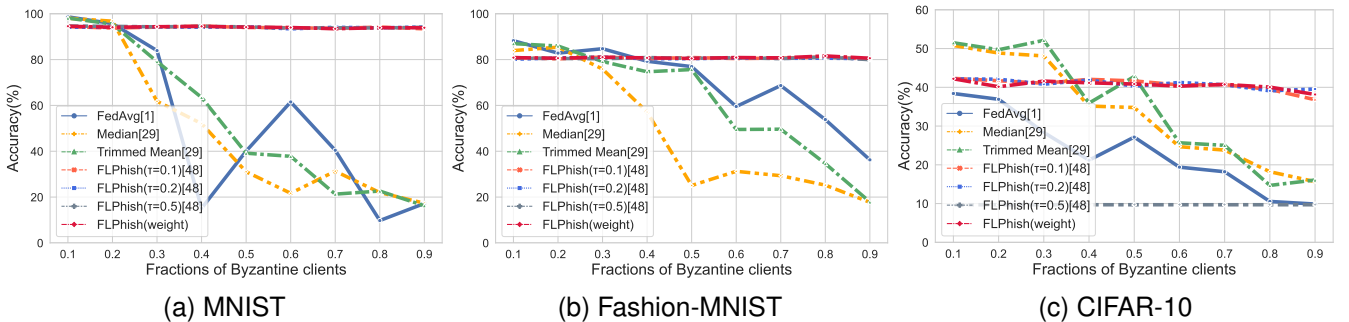 100
80
60
40
20
0
Accuracy(%)
FedAvg[1]
Median[29]
Trimmed Mean[29]
FLPhish(τ=0.1)[48]
FLPhish(τ=0.2)[48]
FLPhish(τ=0.5)[48]
FLPhish(weight)
0.1 0.2 0.3 0.4 0.5 0.6 0.7 0.8 0.9
Fractions of Byzantine clients
(a) MNIST
100
80
60
40
20
0
Accuracy(%)
FedAvg[1]
Median[29]
Trimmed Mean[29]
FLPhish(τ=0.1)[48]
FLPhish(τ=0.2)[48]
FLPhish(τ=0.5)[48]
FLPhish(weight)
0.1 0.2 0.3 0.4 0.5 0.6 0.7 0.8 0.9
Fractions of Byzantine clients
(b) Fashion-MNIST
60
50
40
30
20
10
0
Accuracy(%)
FedAvg[1]
Median[29]
Trimmed Mean[29]
FLPhish(τ=0.1)[48]
FLPhish(τ=0.2)[48]
FLPhish(τ=0.5)[48]
FLPhish(weight)
0.1 0.2 0.3 0.4 0.5 0.6 0.7 0.8 0.9
Fractions of Byzantine clients
(c) CIFAR-10